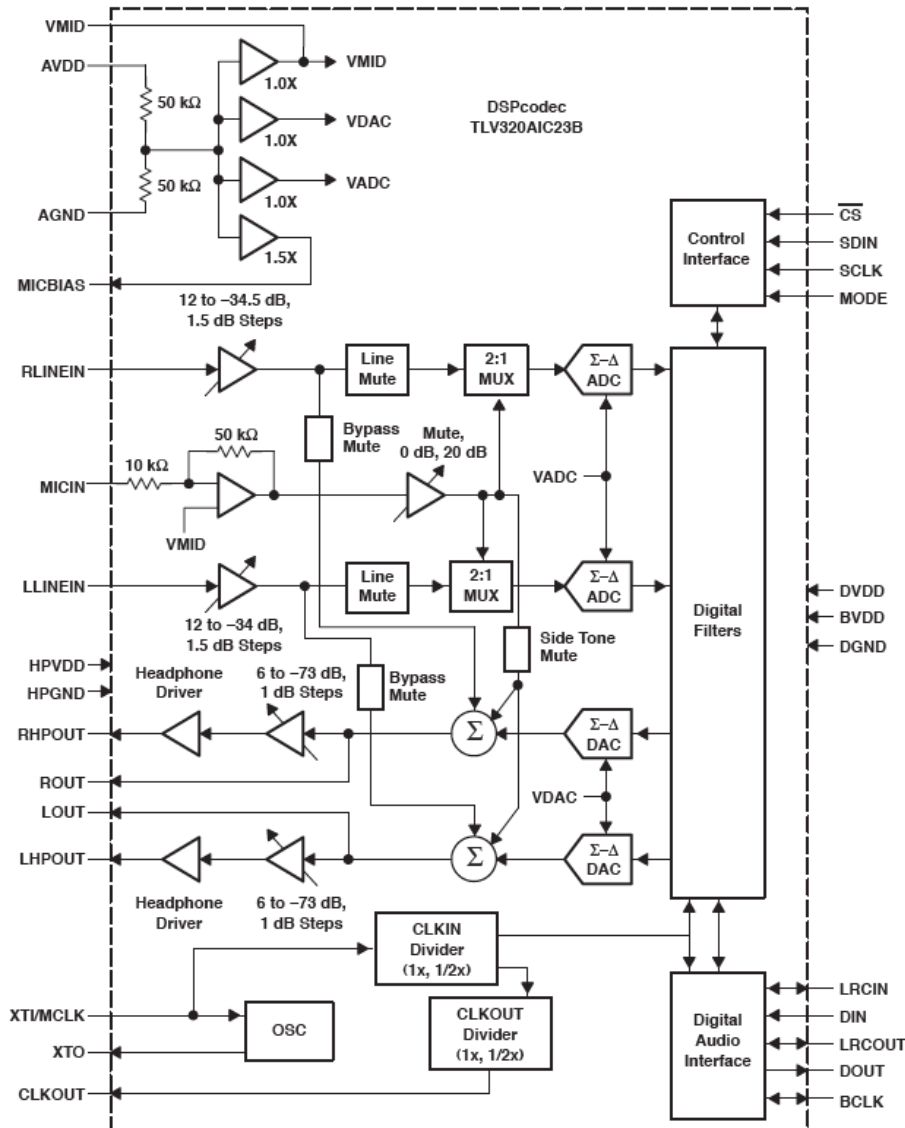 VMID
AVDD
50 kΩ
50 kΩ
AGND
MICBIAS
1.0X
VMID
1.0X
VDAC
1.0X
VADC
1.5X
DSPcodec
TLV320AIC23B
Control
Interface
CS
SDIN
SCLK
MODE
12 to –34.5 dB,
1.5 dB Steps
RLINEIN
Line
Mute
2:1
MUX
Σ–Δ
ADC
Bypass
Mute
Mute,
0 dB, 20 dB
50 kΩ
10 kΩ
MICIN
VMID
VADC
LLINEIN
12 to –34 dB,
1.5 dB Steps
Line
Mute
2:1
MUX
Σ–Δ
ADC
Digital
Filters
DVDD
BVDD
DGND
Side Tone
Mute
HPVDD
HPGND
Headphone
Driver
6 to –73 dB,
1 dB Steps
Bypass
Mute
RHPOUT
Σ
Σ–Δ
DAC
ROUT
LOUT
VDAC
LHPOUT
Σ
Σ–Δ
DAC
Headphone
Driver
6 to –73 dB,
1 dB Steps
CLKIN
Divider
(1x, 1/2x)
XTI/MCLK
OSC
XTO
CLKOUT
Divider
(1x, 1/2x)
CLKOUT
Digital
Audio
Interface
LRCIN
DIN
LRCOUT
DOUT
BCLK